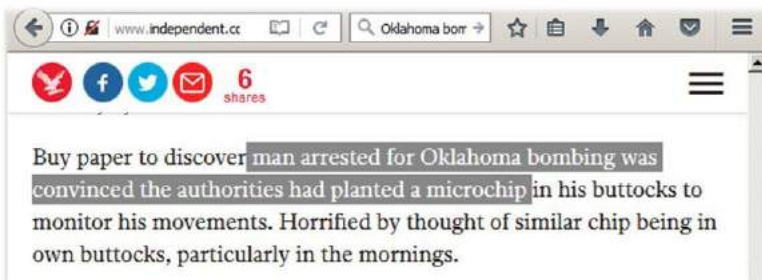 www.independent.cc
Oklahoma bom
6
shares
Buy paper to discover man arrested for Oklahoma bombing was
convinced the authorities had planted a microchip in his buttocks to
monitor his movements. Horrified by thought of similar chip being in
own buttocks, particularly in the mornings.